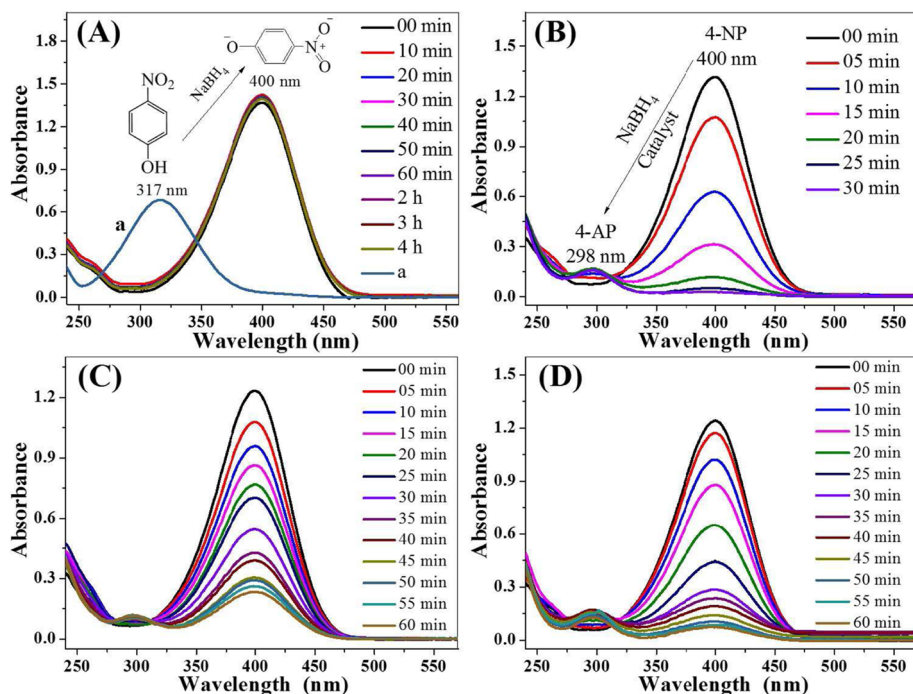 (A)
O⁻
N⁺
O⁻
O
NO₂
OH
NaBH₄
400 nm
317 nm
a
00 min
10 min
20 min
30 min
40 min
50 min
60 min
2 h
3 h
4 h
a
1.8
1.5
1.2
0.9
0.6
0.3
0.0
Absorbance
250 300 350 400 450 500 550
Wavelength (nm)
(B)
4-NP
400 nm
NaBH₄
Catalyst
4-AP
298 nm
00 min
05 min
10 min
15 min
20 min
25 min
30 min
1.5
1.2
0.9
0.6
0.3
0.0
Absorbance
250 300 350 400 450 500 550
Wavelength (nm)
(C)
00 min
05 min
10 min
15 min
20 min
25 min
30 min
35 min
40 min
45 min
50 min
55 min
60 min
1.2
0.9
0.6
0.3
0.0
Absorbance
250 300 350 400 450 500 550
Wavelength (nm)
(D)
00 min
05 min
10 min
15 min
20 min
25 min
30 min
35 min
40 min
45 min
50 min
55 min
60 min
1.5
1.2
0.9
0.6
0.3
0.0
Absorbance
250 300 350 400 450 500 550
Wavelength (nm)